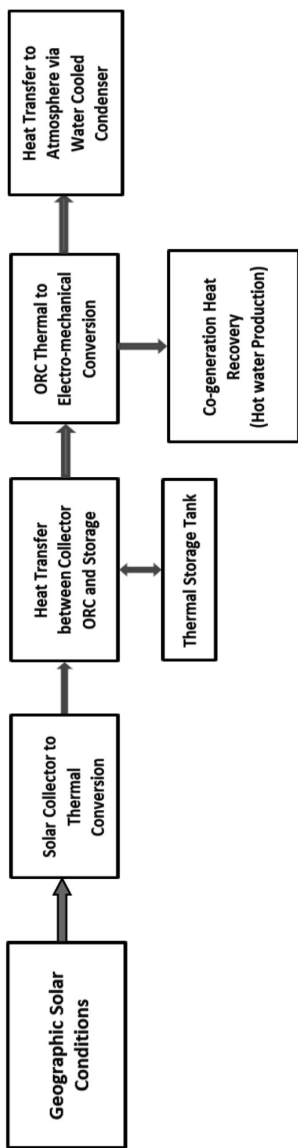 Geographic Solar
Conditions
Solar Collector to
Thermal
Conversion
Heat Transfer
between Collector
ORC and Storage
Thermal Storage Tank
ORC Thermal to
Electro-mechanical
Conversion
Co-generation Heat
Recovery
(Hot water Production)
Heat Transfer to
Atmosphere via
Water Cooled
Condenser